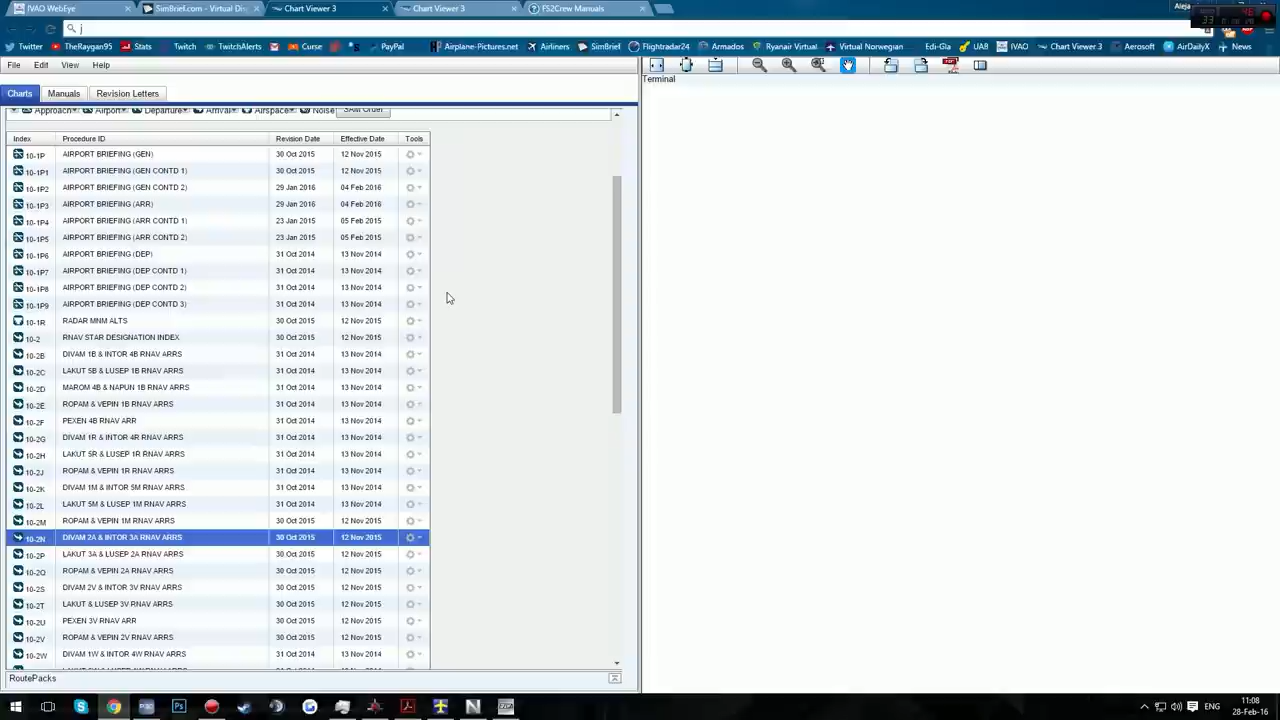 IVAO WebEye
SimBrief.com - Virtual Dis
Chart Viewer 3
Chart Viewer 3
FS2Crew Manuals
Aleja
33
j
Twitter
TheRaygan95
Stats
Twitch
TwitchAlerts
Curse
PayPal
Airplane-Pictures.net
Airliners
SimBrief
Flightradar24
Armados
Ryanair Virtual
Virtual Norwegian
Edi-Gla
UAB
IVAO
Chart Viewer 3
Aerosoft
AirDailyX
News
File Edit View Help
Terminal
Charts Manuals Revision Letters
Approach Airport Departure Arrival Airspace Noise SAM Order
Index Procedure ID Revision Date Effective Date Tools
10-1P AIRPORT BRIEFING (GEN) 30 Oct 2015 12 Nov 2015
10-1P1 AIRPORT BRIEFING (GEN CONTD 1) 30 Oct 2015 12 Nov 2015
10-1P2 AIRPORT BRIEFING (GEN CONTD 2) 29 Jan 2016 04 Feb 2016
10-1P3 AIRPORT BRIEFING (ARR) 29 Jan 2016 04 Feb 2016
10-1P4 AIRPORT BRIEFING (ARR CONTD 1) 23 Jan 2015 05 Feb 2015
10-1P5 AIRPORT BRIEFING (ARR CONTD 2) 23 Jan 2015 05 Feb 2015
10-1P6 AIRPORT BRIEFING (DEP) 31 Oct 2014 13 Nov 2014
10-1P7 AIRPORT BRIEFING (DEP CONTD 1) 31 Oct 2014 13 Nov 2014
10-1P8 AIRPORT BRIEFING (DEP CONTD 2) 31 Oct 2014 13 Nov 2014
10-1P9 AIRPORT BRIEFING (DEP CONTD 3) 31 Oct 2014 13 Nov 2014
10-1R RADAR MNM ALTS 30 Oct 2015 12 Nov 2015
10-2 RNAV STAR DESIGNATION INDEX 30 Oct 2015 12 Nov 2015
10-2B DIVAM 1B & INTOR 4B RNAV ARRS 31 Oct 2014 13 Nov 2014
10-2C LAKUT 5B & LUSEP 1B RNAV ARRS 31 Oct 2014 13 Nov 2014
10-2D MAROM 4B & NAPUN 1B RNAV ARRS 31 Oct 2014 13 Nov 2014
10-2E ROPAM & VEPIN 1B RNAV ARRS 31 Oct 2014 13 Nov 2014
10-2F PEXEN 4B RNAV ARR 31 Oct 2014 13 Nov 2014
10-2G DIVAM 1R & INTOR 4R RNAV ARRS 31 Oct 2014 13 Nov 2014
10-2H LAKUT 5R & LUSEP 1R RNAV ARRS 31 Oct 2014 13 Nov 2014
10-2J ROPAM & VEPIN 1R RNAV ARRS 31 Oct 2014 13 Nov 2014
10-2K DIVAM 1M & INTOR 5M RNAV ARRS 31 Oct 2014 13 Nov 2014
10-2L LAKUT 5M & LUSEP 1M RNAV ARRS 31 Oct 2014 13 Nov 2014
10-2M ROPAM & VEPIN 1M RNAV ARRS 30 Oct 2015 12 Nov 2015
10-2N DIVAM 2A & INTOR 3A RNAV ARRS 30 Oct 2015 12 Nov 2015
10-2P LAKUT 3A & LUSEP 2A RNAV ARRS 30 Oct 2015 12 Nov 2015
10-2Q ROPAM & VEPIN 2A RNAV ARRS 30 Oct 2015 12 Nov 2015
10-2S DIVAM 2V & INTOR 3V RNAV ARRS 30 Oct 2015 12 Nov 2015
10-2T LAKUT & LUSEP 3V RNAV ARRS 30 Oct 2015 12 Nov 2015
10-2U PEXEN 3V RNAV ARR 30 Oct 2015 12 Nov 2015
10-2V ROPAM & VEPIN 2V RNAV ARRS 30 Oct 2015 12 Nov 2015
10-2W DIVAM 1W & INTOR 4W RNAV ARRS 31 Oct 2014 13 Nov 2014
RoutePacks
EZCA
ENG
11:08
28-Feb-16